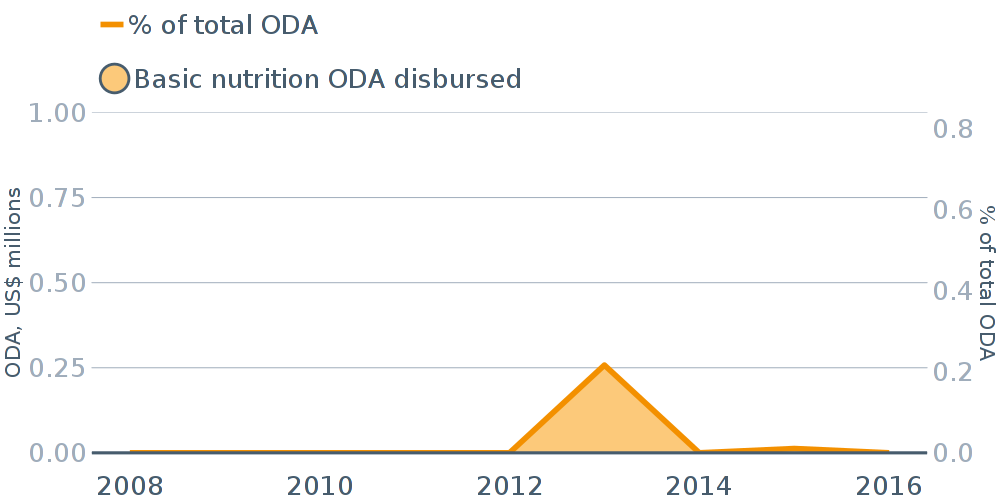 % of total ODA
Basic nutrition ODA disbursed
1.00
0.75
0.50
0.25
0.00
ODA, US$ millions
0.8
0.6
0.4
0.2
0.0
% of total ODA
2008 2010 2012 2014 2016